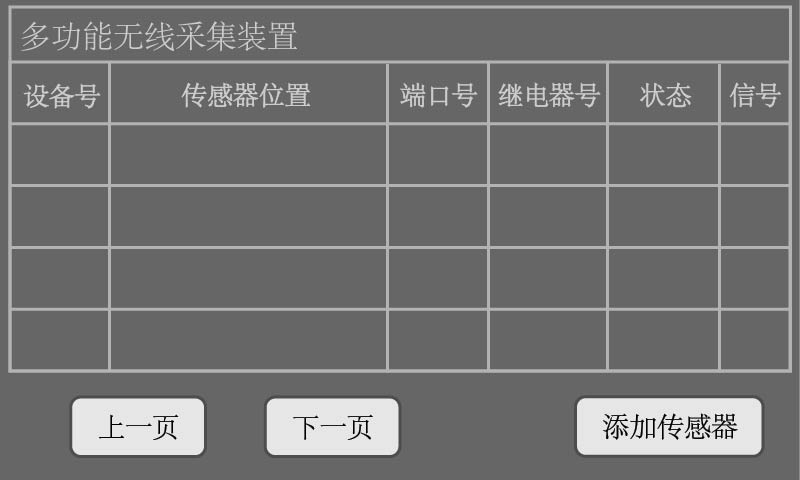 多功能无线采集装置
设备号 传感器位置 端口号 继电器号 状态 信号
上一页 下一页 添加传感器